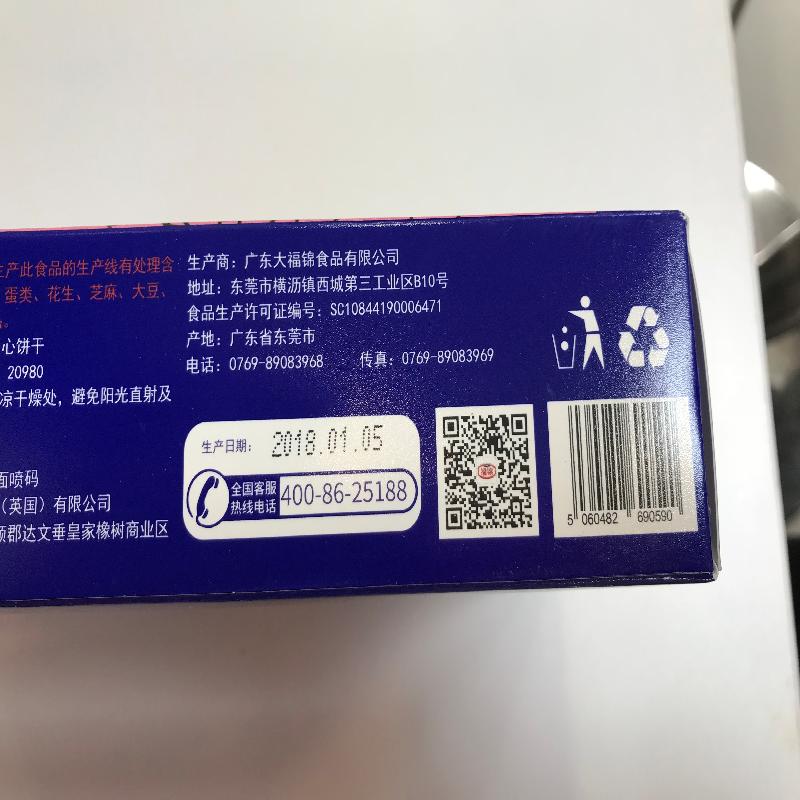 生产此食品的生产线有处理含
蛋类、花生、芝麻、大豆、
心饼干
20980
凉干燥处，避免阳光直射及
面喷码
（英国）有限公司
郡达文垂皇家橡树商业区
生产商：广东大福锦食品有限公司
地址：东莞市横沥镇西城第三工业区B10号
食品生产许可证编号：SC10844190006471
产地：广东省东莞市
电话：0769-89083968 传真：0769-89083969
生产日期：2018.01.05
全国客服
热线电话
400-86-25188
5 060482 690590